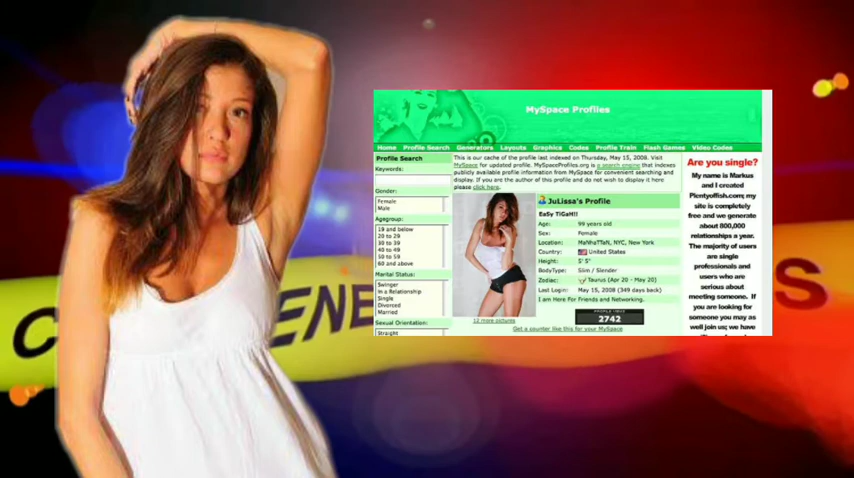 MySpace Profiles
Home Profile Search Generators Layouts Graphics Codes Profile Train Flash Games Video Codes
Profile Search
Keywords:
Gender:
Female
Male
Agegroup:
19 and below
20 to 29
30 to 39
40 to 49
50 to 59
60 and above
Marital Status:
Swinger
In a Relationship
Single
Divorced
Married
Sexual Orientation:
Straight
This is our cache of the profile last indexed on Thursday, May 15, 2008. Visit
MySpace for updated profile. MySpaceProfiles.org is a search engine that indexes
publicly available profile information from MySpace for convenient searching and
display. If you are the author of this profile and do not wish to display it here
please click here.
JuLissa's Profile
EaSy TiGaH!!
Age: 99 years old
Sex: Female
Location: MaNhaTTaN, NYC, New York
Country: United States
Height: 5' 5"
BodyType: Slim / Slender
Zodiac: Taurus (Apr 20 - May 20)
Last Login: May 15, 2008 (349 days back)
I am Here For Friends and Networking.
PROFILE VIEWS
2742
12 more pictures
Get a counter like this for your MySpace
Are you single?
My name is Markus
and I created
Plentyoffish.com; my
site is completely
free and we generate
about 800,000
relationships a year.
The majority of users
are single
professionals and
users who are
serious about
meeting someone. If
you are looking for
someone you may as
well join us; we have
C
ENE
S